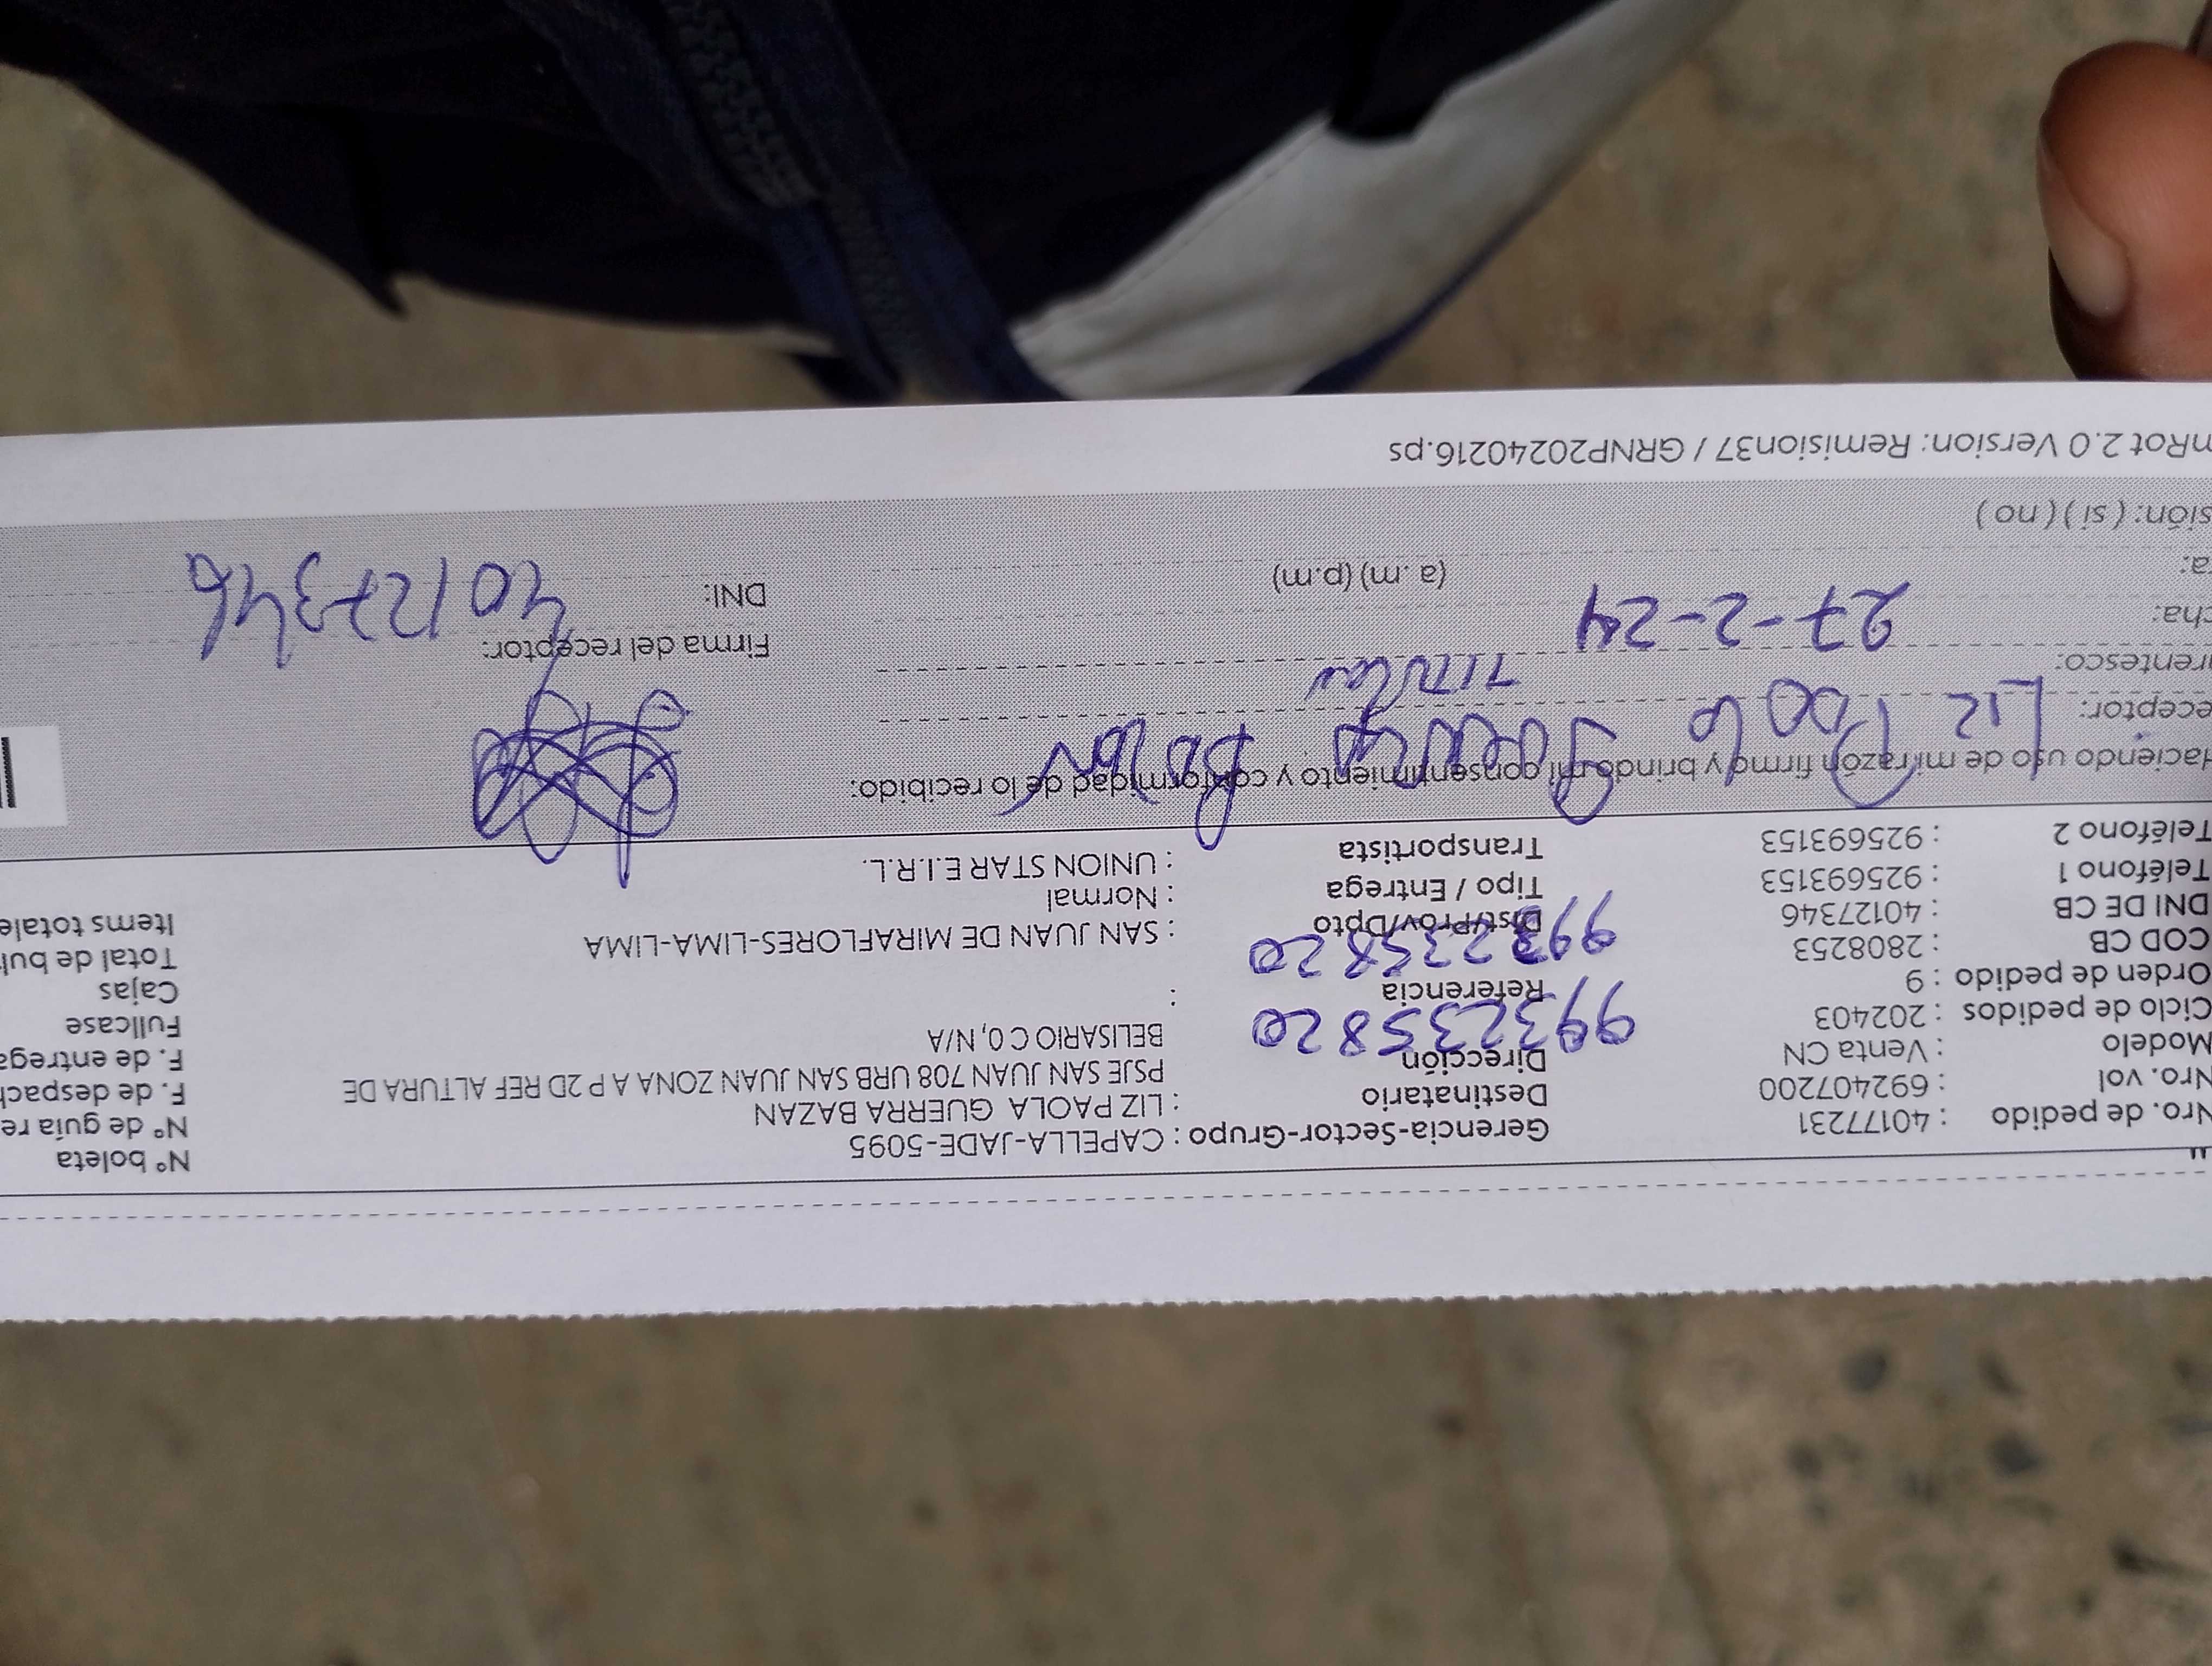 Nro. de pedido : 40177231
Nro. vol : 692407200
Modelo : Venta CN
Ciclo de pedidos : 202403
Orden de pedido : 9
COD CB : 2808253
DNI DE CB : 40127346
Teléfono 1 : 925693153
Teléfono 2 : 925693153
Gerencia-Sector-Grupo : CAPELLA-JADE-5095
Destinatario : LIZ PAOLA GUERRA BAZAN
Dirección PSJE SAN JUAN 708 URB SAN JUAN ZONA A P 2D REF ALTURA DE
BELISARIO C 0, N/A
993235820
Referencia :
993235820
Dist/Prov/Dpto : SAN JUAN DE MIRAFLORES-LIMA-LIMA
Tipo / Entrega : Normal
Transportista : UNION STAR E.I.R.L.
Nº boleta
Nº de guía re
F. de despach
F. de entrega
Fullcase
Cajas
Total de bul
Items totale
Haciendo uso de mi razón firmo y brindo mi consentimiento y conformidad de lo recibido:
eceptor: Liz Paola Guerra Bazan
rentesco: Titular
cha: 27-2-24
ra: (a.m) (p.m)
sión: ( si ) ( no )
Firma del receptor:
DNI: 40127346
mRot 2.0 Version: Remision37 / GRNP20240216.ps